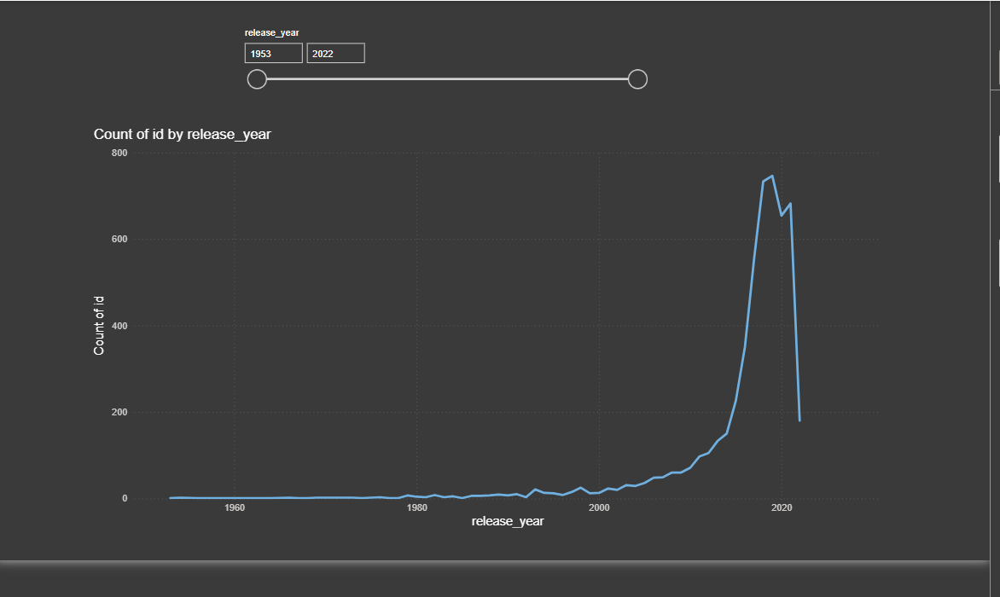 release_year
1953 2022
Count of id by release_year
800
600
400
200
0
Count of id
1960 1980 2000 2020
release_year